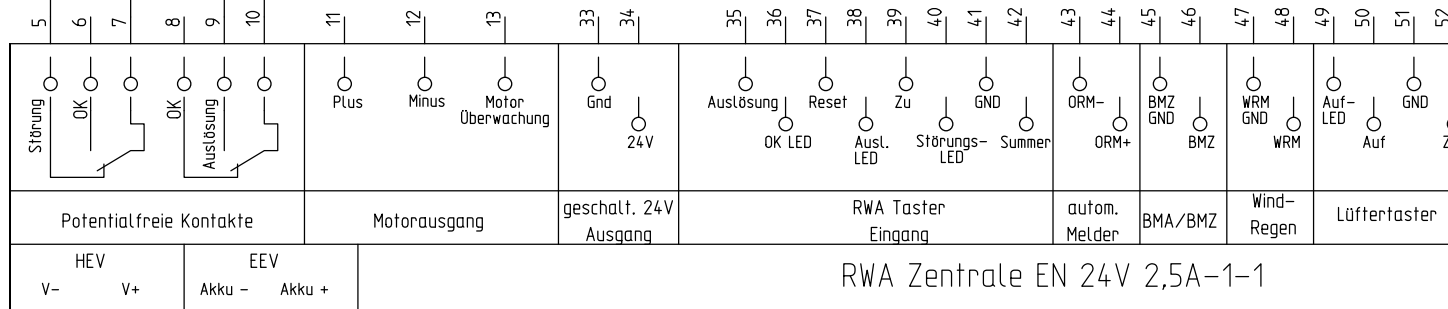 5 6 7 8 9 10 11 12 13 33 34 35 36 37 38 39 40 41 42 43 44 45 46 47 48 49 50 51 52
Störung OK OK Auslösung
Plus Minus Motor
Überwachung
Gnd
24V
Auslösung Reset Zu GND
OK LED Ausl.
LED
Störungs-
LED
Summer
ORM-
ORM+
BMZ
GND
BMZ
WRM
GND
WRM
Auf-
LED
Auf
GND
Potentialfreie Kontakte
Motorausgang
geschalt. 24V
Ausgang
RWA Taster
Eingang
autom.
Melder
BMA/BMZ
Wind-
Regen
Lüftertaster
HEV
V- V+
EEV
Akku - Akku +
RWA Zentrale EN 24V 2,5A-1-1